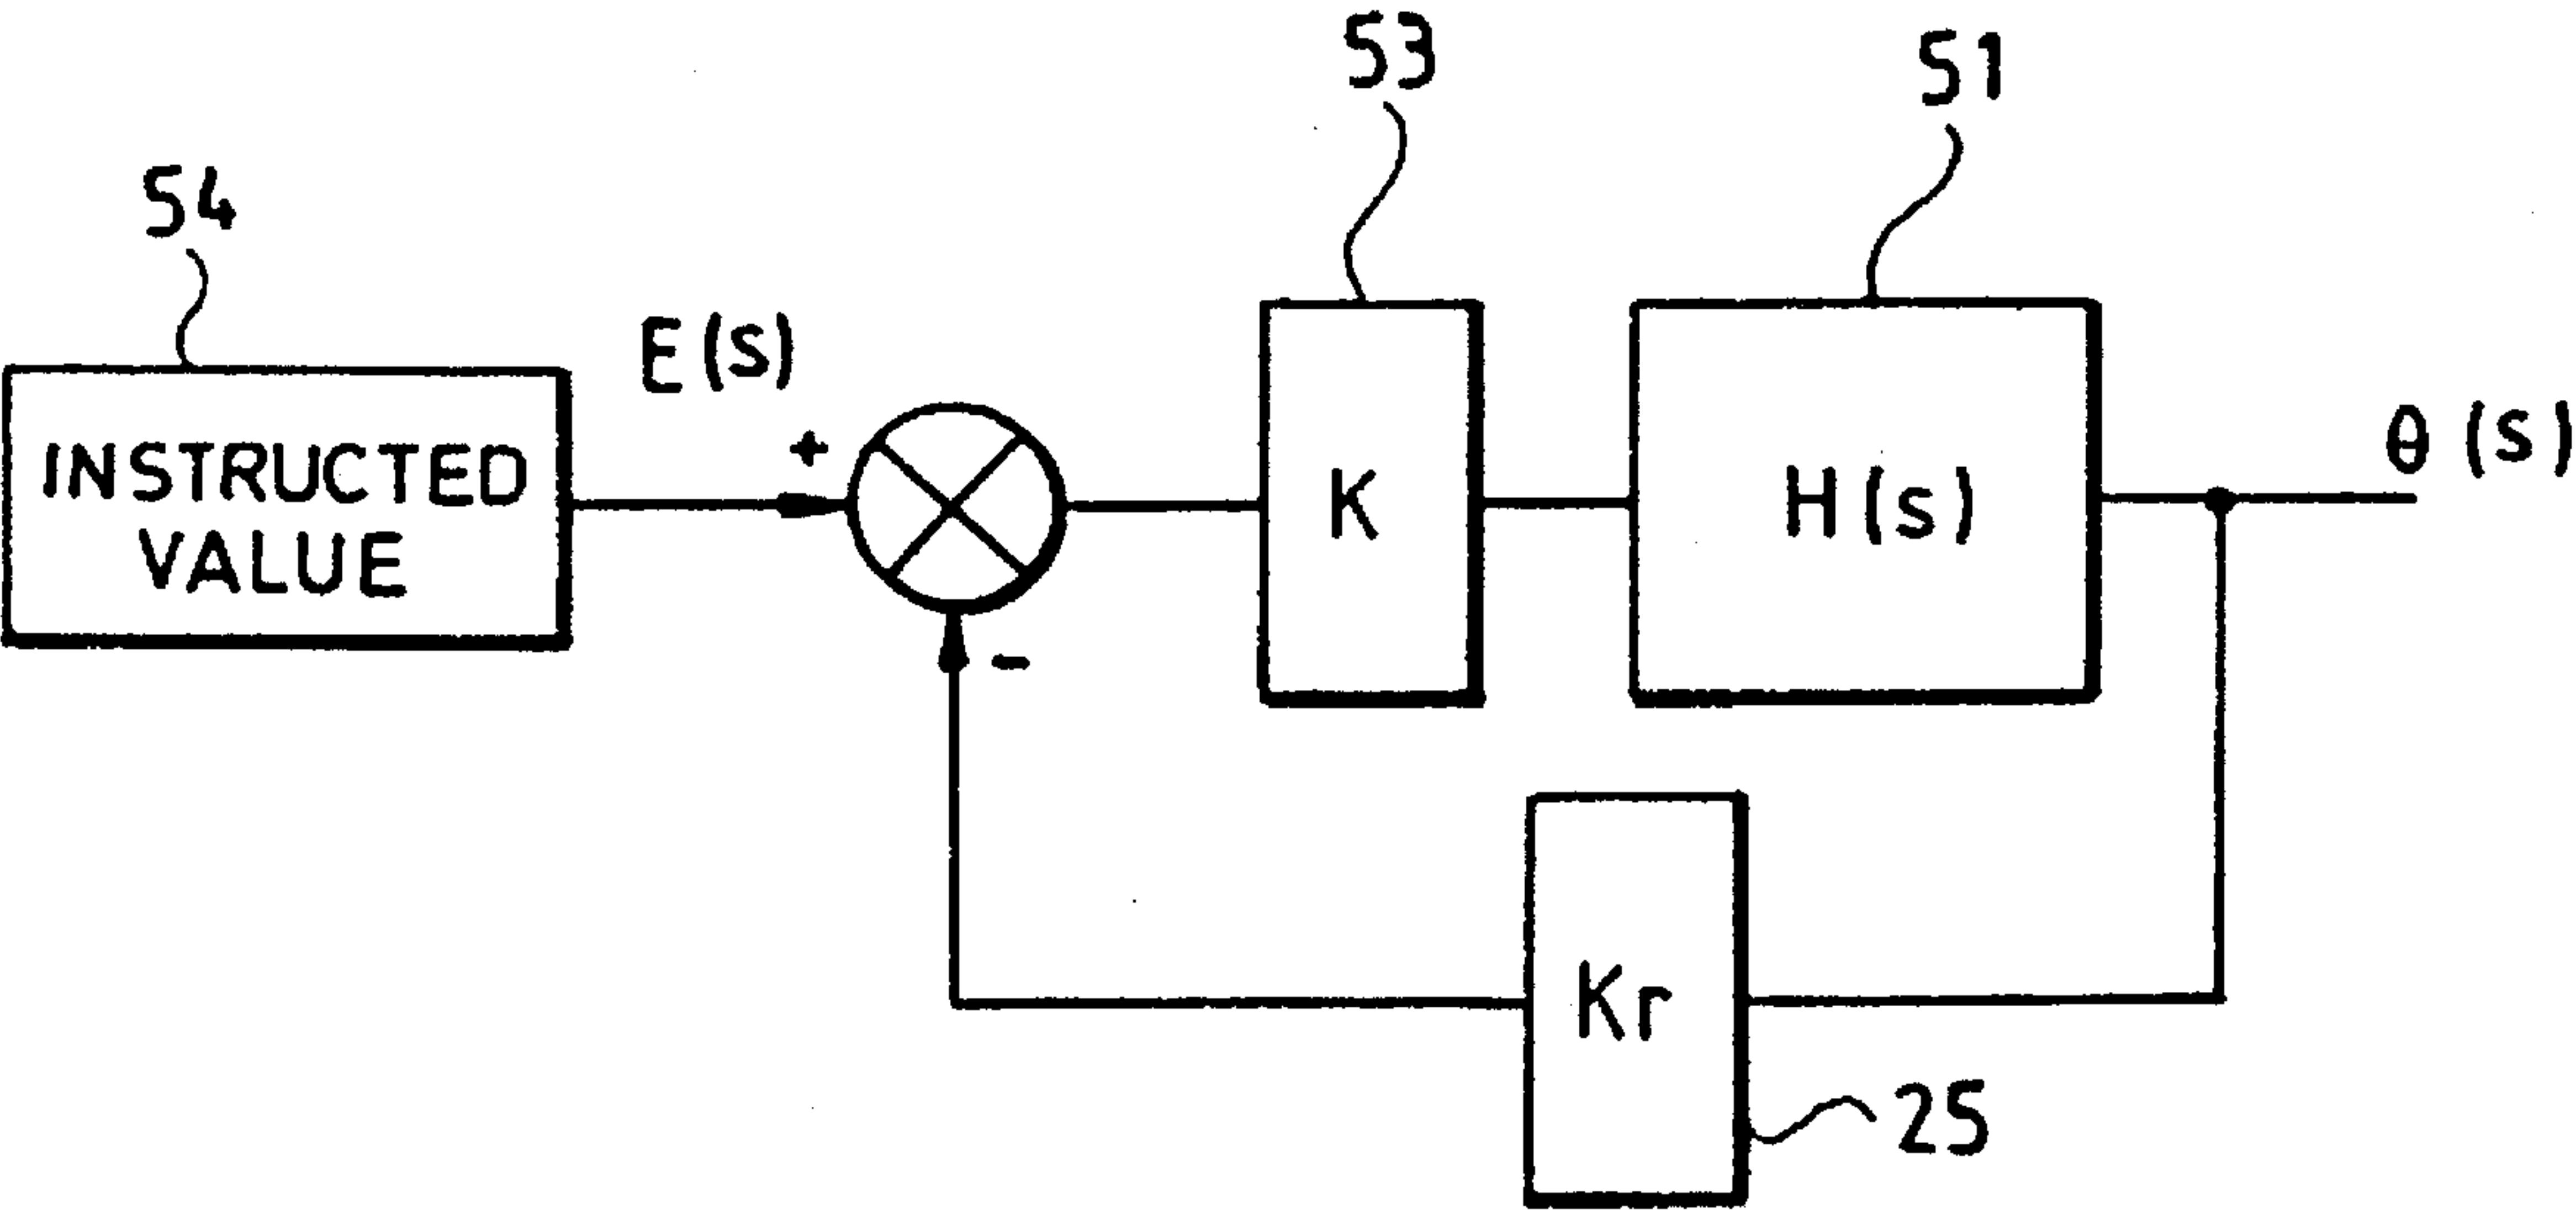 53
51
54
E(S)
+
INSTRUCTED
VALUE
K
H(s)
θ(S)
-
Kr
25